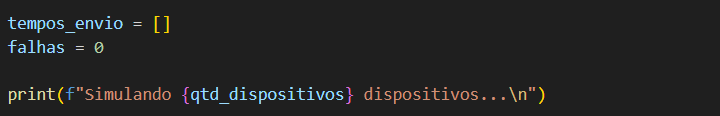 tempos_envio = []
falhas = 0
print(f"Simulando {qtd_dispositivos} dispositivos...\n")